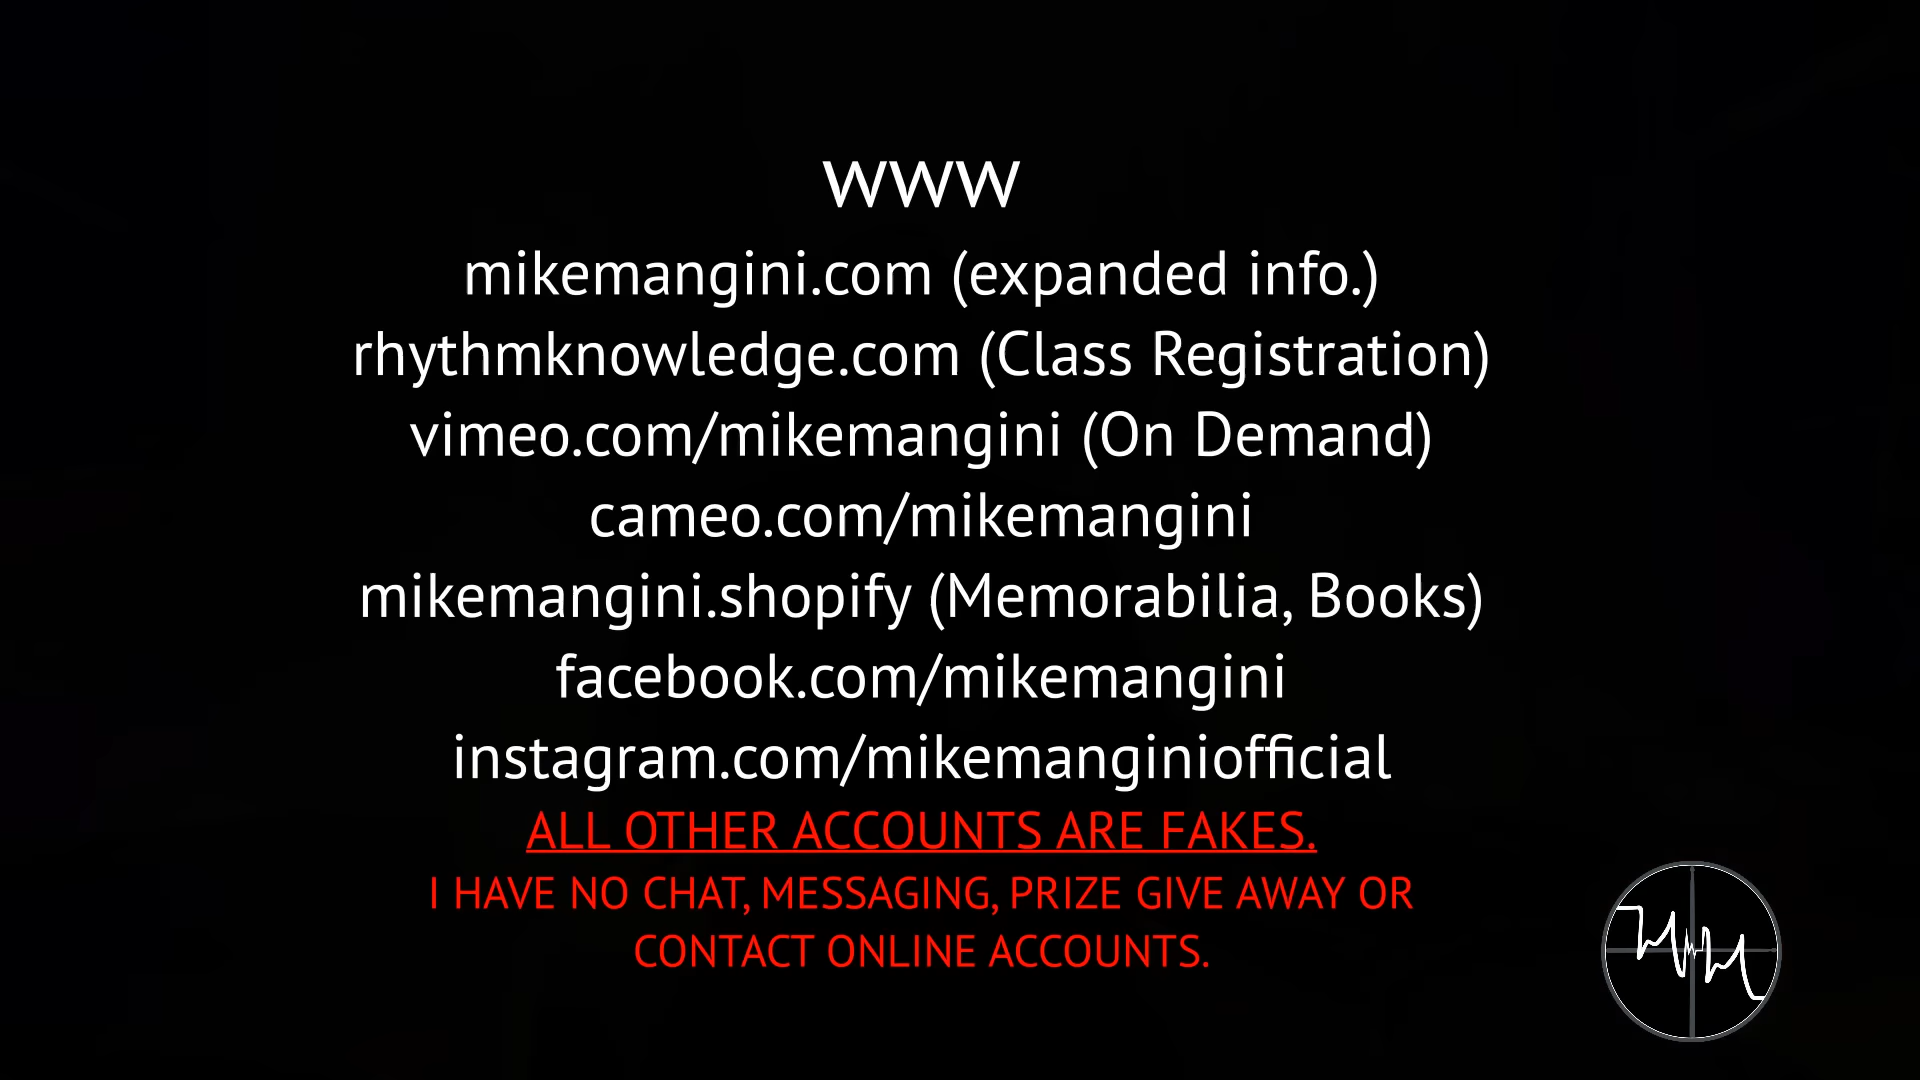 www
mikemangini.com (expanded info.)
rhythmknowledge.com (Class Registration)
vimeo.com/mikemangini (On Demand)
cameo.com/mikemangini
mikemangini.shopify (Memorabilia, Books)
facebook.com/mikemangini
instagram.com/mikemanginiofficial
ALL OTHER ACCOUNTS ARE FAKES.
I HAVE NO CHAT, MESSAGING, PRIZE GIVE AWAY OR
CONTACT ONLINE ACCOUNTS.
MM